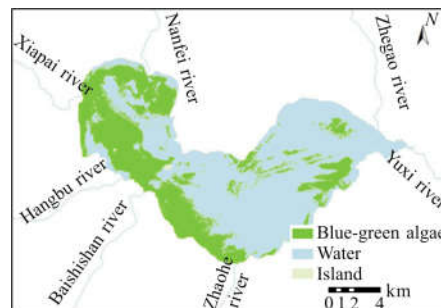 N
Xiapai river
Nanfei river
Zhegao river
Hangbu river
Baishishan river
Zhaohe
river
Yuxi river
Blue-green algae
Water
Island
km
0 1 2 4